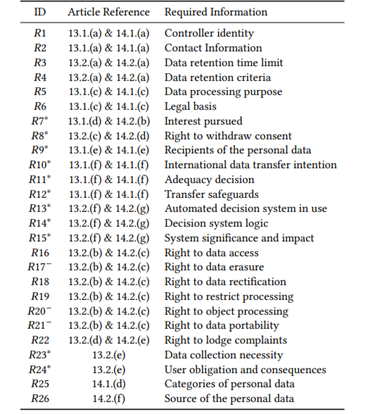 ID Article Reference Required Information
R1 13.1.(a) & 14.1.(a) Controller identity
R2 13.1.(a) & 14.1.(a) Contact Information
R3 13.2.(a) & 14.2.(a) Data retention time limit
R4 13.2.(a) & 14.2.(a) Data retention criteria
R5 13.1.(c) & 14.1.(c) Data processing purpose
R6 13.1.(c) & 14.1.(c) Legal basis
R7* 13.1.(d) & 14.2.(b) Interest pursued
R8* 13.2.(c) & 14.2.(d) Right to withdraw consent
R9* 13.1.(e) & 14.1.(e) Recipients of the personal data
R10* 13.1.(f) & 14.1.(f) International data transfer intention
R11* 13.1.(f) & 14.1.(f) Adequacy decision
R12* 13.1.(f) & 14.1.(f) Transfer safeguards
R13* 13.2.(f) & 14.2.(g) Automated decision system in use
R14* 13.2.(f) & 14.2.(g) Decision system logic
R15* 13.2.(f) & 14.2.(g) System significance and impact
R16 13.2.(b) & 14.2.(c) Right to data access
R17⁻ 13.2.(b) & 14.2.(c) Right to data erasure
R18 13.2.(b) & 14.2.(c) Right to data rectification
R19 13.2.(b) & 14.2.(c) Right to restrict processing
R20⁻ 13.2.(b) & 14.2.(c) Right to object processing
R21⁻ 13.2.(b) & 14.2.(c) Right to data portability
R22 13.2.(d) & 14.2.(e) Right to lodge complaints
R23* 13.2.(e) Data collection necessity
R24* 13.2.(e) User obligation and consequences
R25 14.1.(d) Categories of personal data
R26 14.2.(f) Source of the personal data